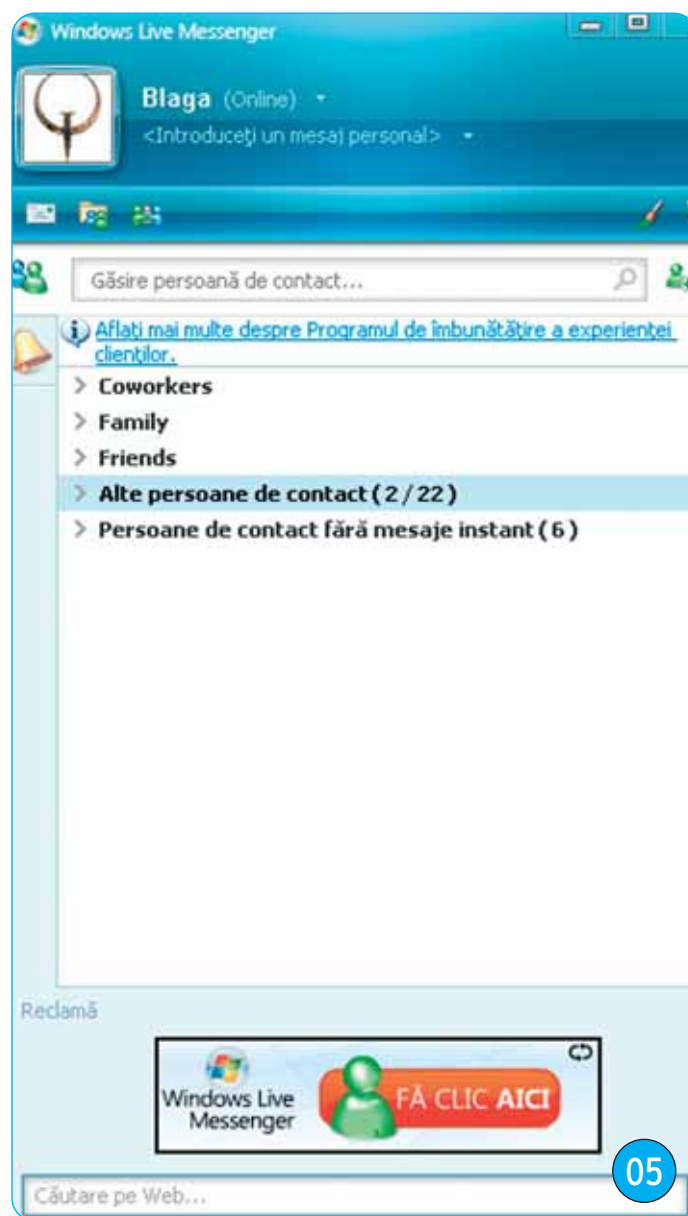 Windows Live Messenger
Blaga (Online)
<Introduceţi un mesaj personal>
Găsire persoană de contact...
Aflaţi mai multe despre Programul de îmbunătăţire a experienţei
clienţilor.
Coworkers
Family
Friends
Alte persoane de contact ( 2 / 22 )
Persoane de contact fără mesaje instant ( 6 )
Reclamă
Windows Live
Messenger
FĂ CLIC AICI
05
Căutare pe Web...